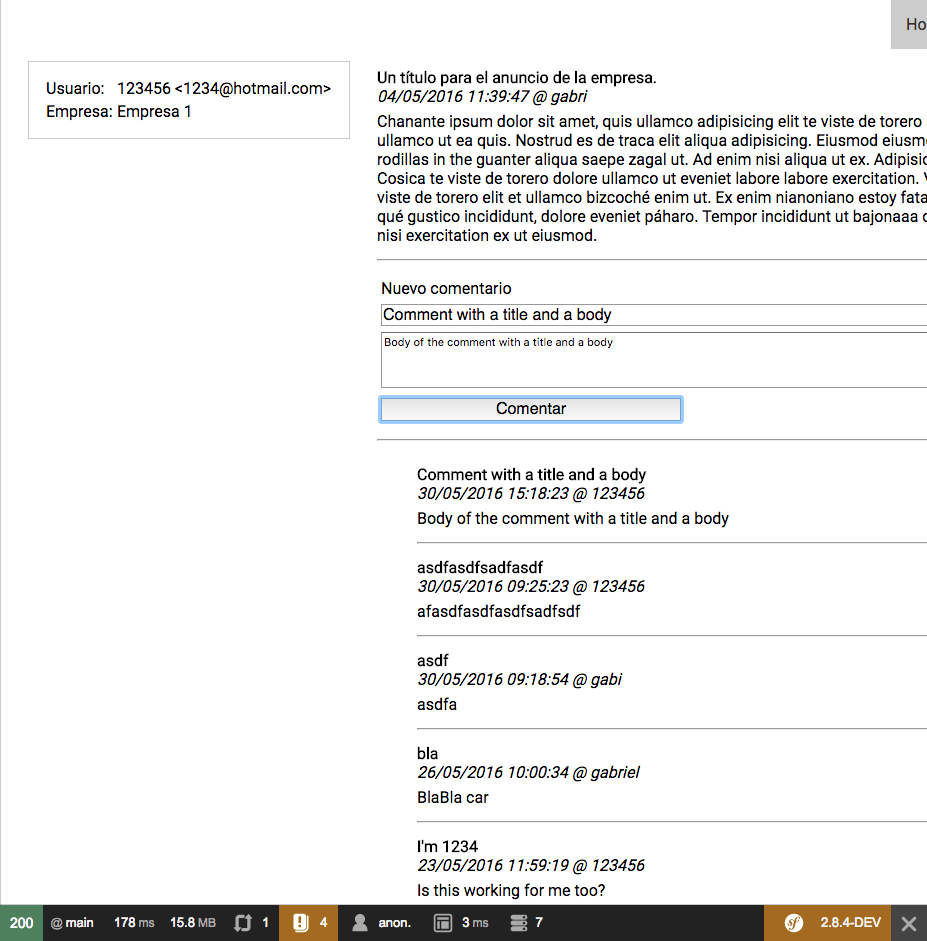 Ho
Usuario: 123456 <1234@hotmail.com>
Empresa: Empresa 1
Un título para el anuncio de la empresa.
04/05/2016 11:39:47 @ gabri
Chanante ipsum dolor sit amet, quis ullamco adipisicing elit te viste de torero
ullamco ut ea quis. Nostrud es de traca elit aliqua adipisicing. Eiusmod eiusm
rodillas in the guanter aliqua saepe zagal ut. Ad enim nisi aliqua ut ex. Adipisic
Cosica te viste de torero dolore ullamco ut eveniet labore labore exercitation.
viste de torero elit et ullamco bizcoché enim ut. Ex enim nianoniano estoy fata
qué gustico incididunt, dolore eveniet páharo. Tempor incididunt ut bajonaaa
nisi exercitation ex ut eiusmod.
Nuevo comentario
Comment with a title and a body
Body of the comment with a title and a body
Comentar
Comment with a title and a body
30/05/2016 15:18:23 @ 123456
Body of the comment with a title and a body
asdfasdfsadfasdf
30/05/2016 09:25:23 @ 123456
afasdfasdfasdfsadfsdf
asdf
30/05/2016 09:18:54 @ gabi
asdfa
bla
26/05/2016 10:00:34 @ gabriel
BlaBla car
I'm 1234
23/05/2016 11:59:19 @ 123456
Is this working for me too?
200 @ main 178 ms 15.8 MB 1 4 anon. 3 ms 7 sf 2.8.4-DEV